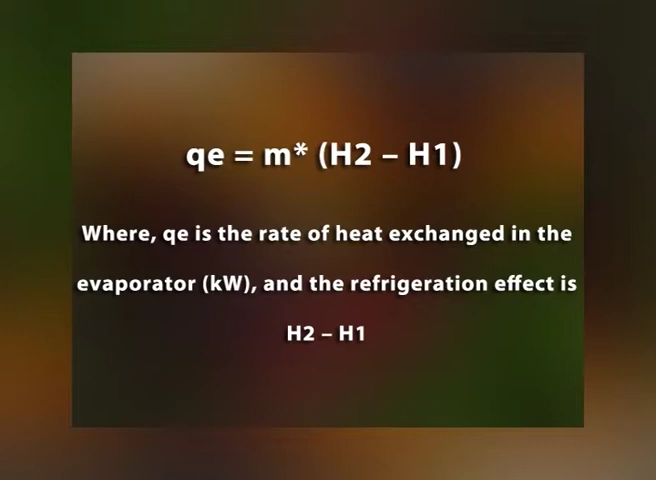 qe = m* (H2 – H1)
Where, qe is the rate of heat exchanged in the
evaporator (kW), and the refrigeration effect is
H2 – H1